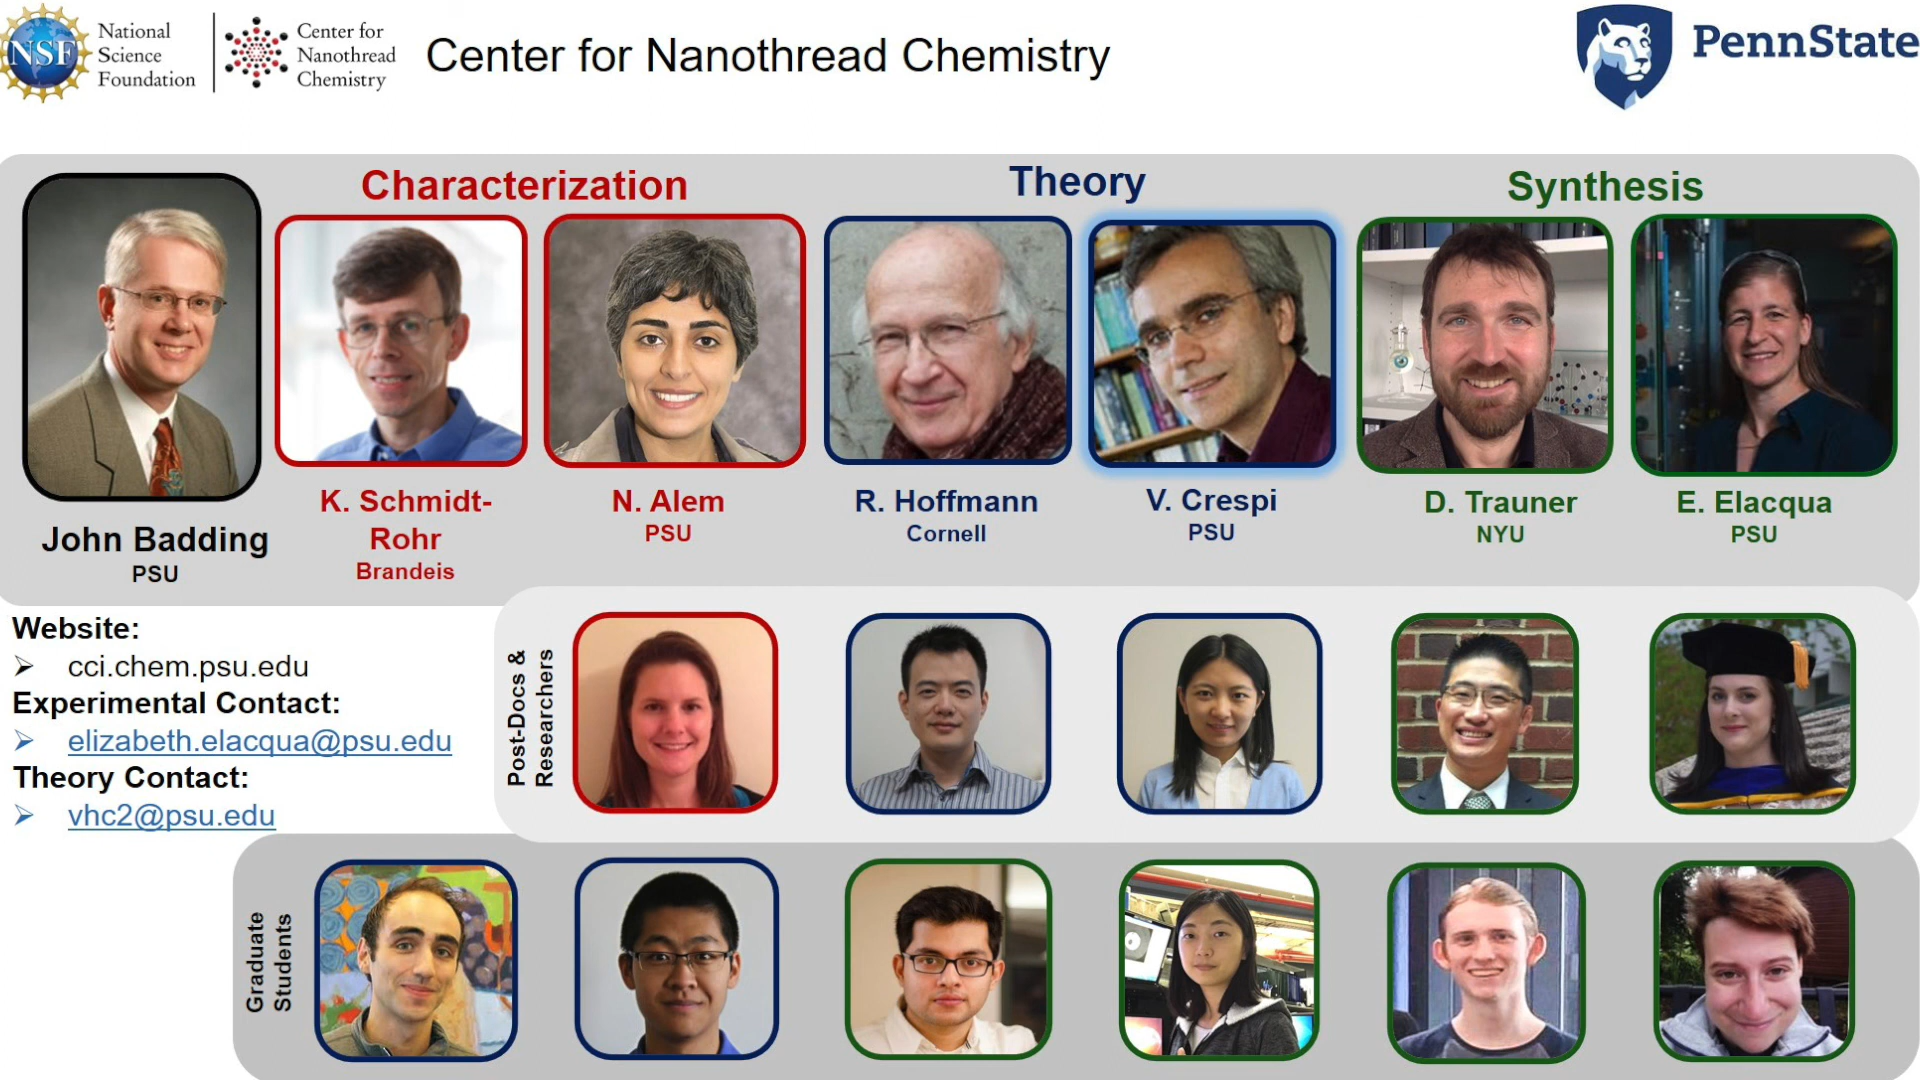 NSF
National
Science
Foundation
Center for
Nanothread
Chemistry
Center for Nanothread Chemistry
PennState
Characterization
Theory
Synthesis
John Badding
PSU
K. Schmidt-
Rohr
Brandeis
N. Alem
PSU
R. Hoffmann
Cornell
V. Crespi
PSU
D. Trauner
NYU
E. Elacqua
PSU
Website:
➢ cci.chem.psu.edu
Experimental Contact:
➢ elizabeth.elacqua@psu.edu
Theory Contact:
➢ vhc2@psu.edu
Post-Docs &
Researchers
Graduate
Students